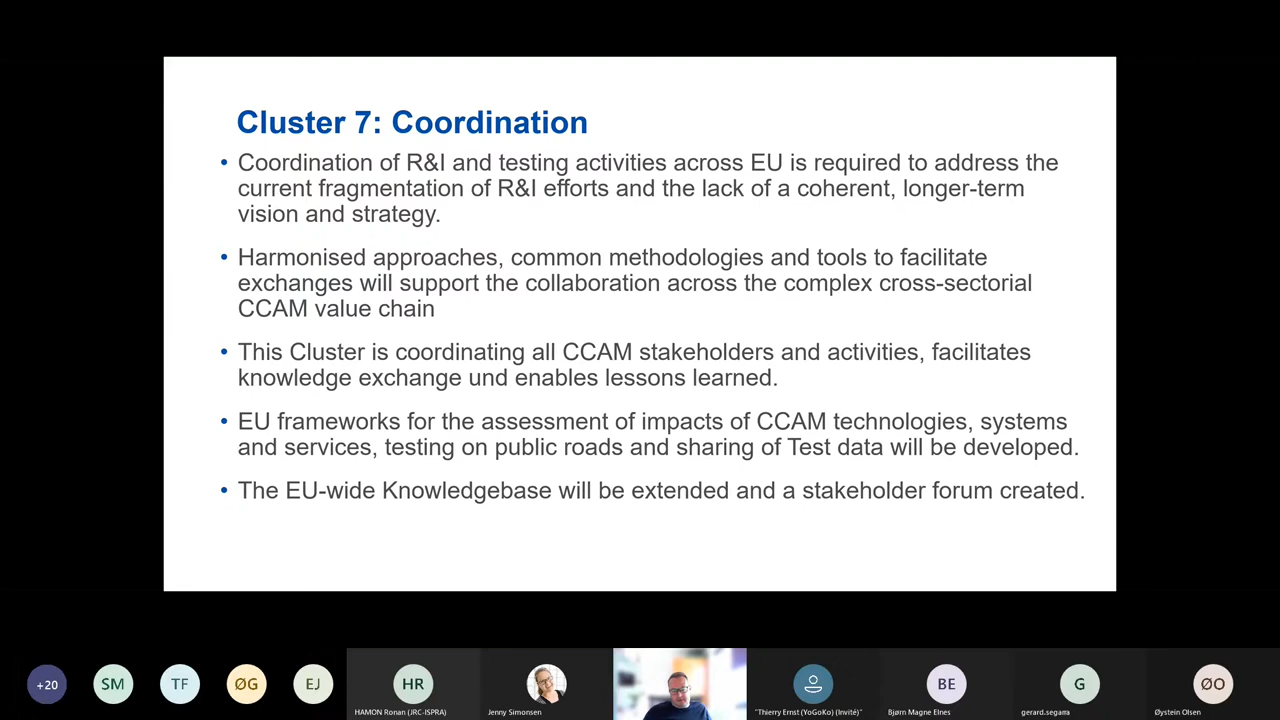 Cluster 7: Coordination
• Coordination of R&I and testing activities across EU is required to address the
current fragmentation of R&I efforts and the lack of a coherent, longer-term
vision and strategy.
• Harmonised approaches, common methodologies and tools to facilitate
exchanges will support the collaboration across the complex cross-sectorial
CCAM value chain
• This Cluster is coordinating all CCAM stakeholders and activities, facilitates
knowledge exchange und enables lessons learned.
• EU frameworks for the assessment of impacts of CCAM technologies, systems
and services, testing on public roads and sharing of Test data will be developed.
• The EU-wide Knowledgebase will be extended and a stakeholder forum created.
+20 SM TF ØG EJ HR BE G ØO
HAMON Ronan (JRC-ISPRA) Jenny Simonsen "Thierry Ernst (YoGoKo) (Invité)" Bjørn Magne Elnes gerard.segarra Øystein Olsen